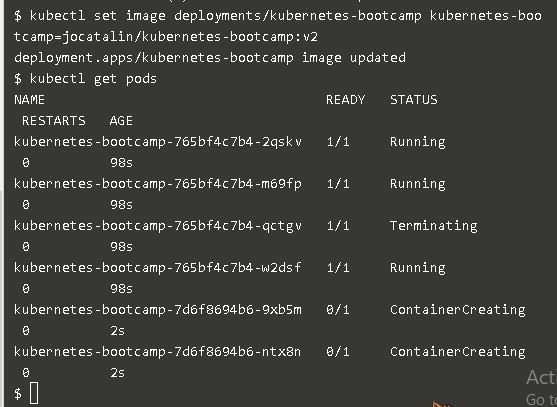 $ kubectl set image deployments/kubernetes-bootcamp kubernetes-boo
tcamp=jocatalin/kubernetes-bootcamp:v2
deployment.apps/kubernetes-bootcamp image updated
$ kubectl get pods
NAME READY STATUS
RESTARTS AGE
kubernetes-bootcamp-765bf4c7b4-2qskv 1/1 Running
0 98s
kubernetes-bootcamp-765bf4c7b4-m69fp 1/1 Running
0 98s
kubernetes-bootcamp-765bf4c7b4-qctgv 1/1 Terminating
0 98s
kubernetes-bootcamp-765bf4c7b4-w2dsf 1/1 Running
0 98s
kubernetes-bootcamp-7d6f8694b6-9xb5m 0/1 ContainerCreating
0 2s
kubernetes-bootcamp-7d6f8694b6-ntx8n 0/1 ContainerCreating
0 2s
Acti
$
Go to